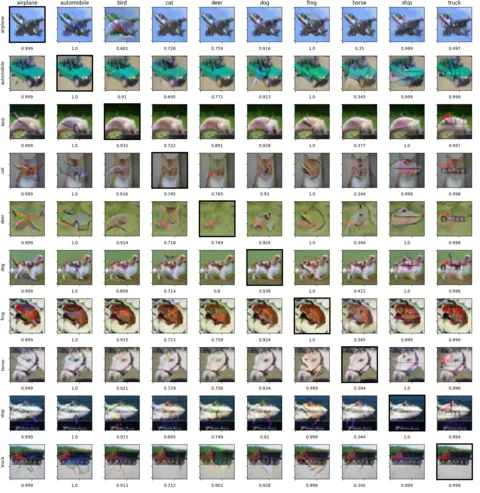 airplane automobile bird cat deer dog frog horse ship truck
airplane
0.999 1.0 0.882 0.726 0.759 0.916 1.0 0.35 0.999 0.997
automobile
0.999 1.0 0.91 0.695 0.771 0.913 1.0 0.345 0.999 0.998
bird
0.999 1.0 0.932 0.722 0.891 0.928 1.0 0.377 1.0 0.997
cat
0.999 1.0 0.916 0.745 0.765 0.93 1.0 0.344 0.999 0.998
deer
0.999 1.0 0.914 0.718 0.769 0.926 1.0 0.344 1.0 0.998
dog
0.999 1.0 0.899 0.714 0.8 0.938 1.0 0.421 1.0 0.998
frog
0.999 1.0 0.915 0.723 0.758 0.924 1.0 0.345 0.999 0.998
horse
0.999 1.0 0.921 0.729 0.756 0.934 0.999 0.394 1.0 0.996
ship
0.999 1.0 0.915 0.695 0.749 0.92 0.999 0.344 1.0 0.994
truck
0.999 1.0 0.913 0.712 0.901 0.928 0.999 0.345 0.999 0.999